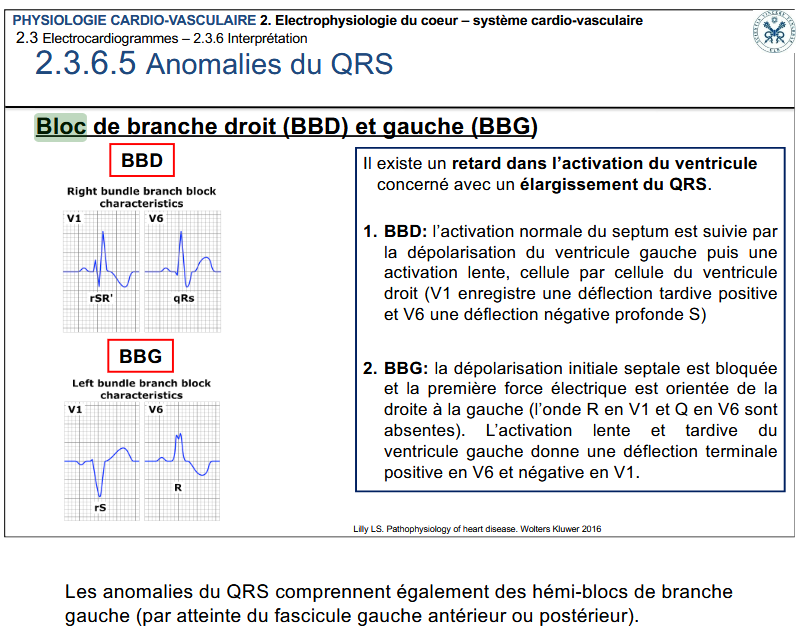 PHYSIOLOGIE CARDIO-VASCULAIRE 2. Electrophysiologie du coeur – système cardio-vasculaire
2.3 Electrocardiogrammes – 2.3.6 Interprétation
2.3.6.5 Anomalies du QRS
Bloc de branche droit (BBD) et gauche (BBG)
BBD
Right bundle branch block
characteristics
V1 V6
rSR' qRs
BBG
Left bundle branch block
characteristics
V1 V6
R
rS
Il existe un retard dans l'activation du ventricule
concerné avec un élargissement du QRS.
1. BBD: l'activation normale du septum est suivie par
la dépolarisation du ventricule gauche puis une
activation lente, cellule par cellule du ventricule
droit (V1 enregistre une déflection tardive positive
et V6 une déflection négative profonde S)
2. BBG: la dépolarisation initiale septale est bloquée
et la première force électrique est orientée de la
droite à la gauche (l'onde R en V1 et Q en V6 sont
absentes). L'activation lente et tardive du
ventricule gauche donne une déflection terminale
positive en V6 et négative en V1.
Lilly LS. Pathophysiology of heart disease. Wolters Kluwer 2016
Les anomalies du QRS comprennent également des hémi-blocs de branche
gauche (par atteinte du fascicule gauche antérieur ou postérieur).